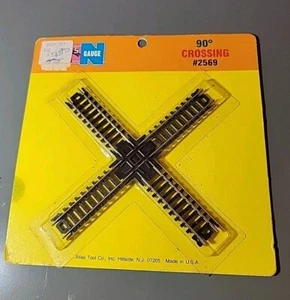 90°
CROSSING
#2569
N
GAUGE
Atlas Tool Co., Inc. Hillside, N.J. 07205 Made in U.S.A.